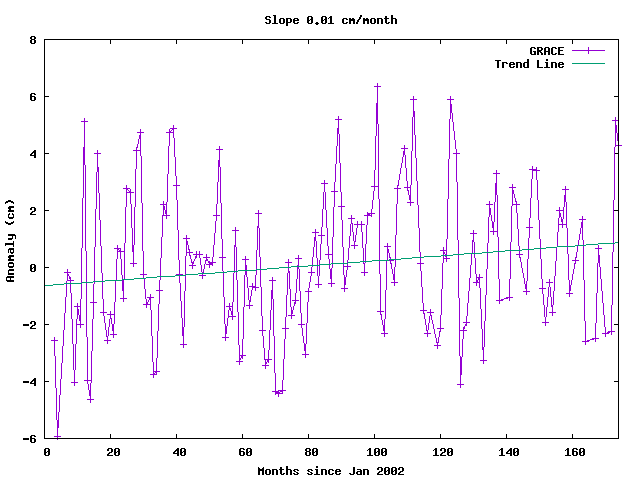 Slope 0.01 cm/month
GRACE
Trend Line
8
6
4
2
0
-2
-4
-6
Anomaly (cm)
0 20 40 60 80 100 120 140 160
Months since Jan 2002